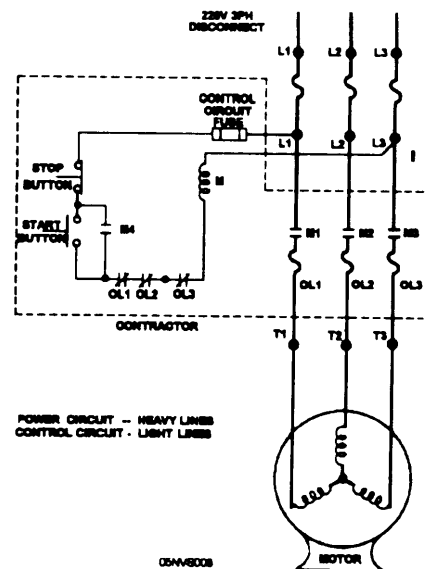 220V 3PH
DISCONNECT
L1 L2 L3
CONTROL
CIRCUIT
FUSE
L1 L2 L3
STOP
BUTTON
M
START
BUTTON
M4
M1 M2 M3
OL1 OL2 OL3
OL1 OL2 OL3
CONTRACTOR
T1 T2 T3
POWER CIRCUIT - HEAVY LINES
CONTROL CIRCUIT - LIGHT LINES
MOTOR